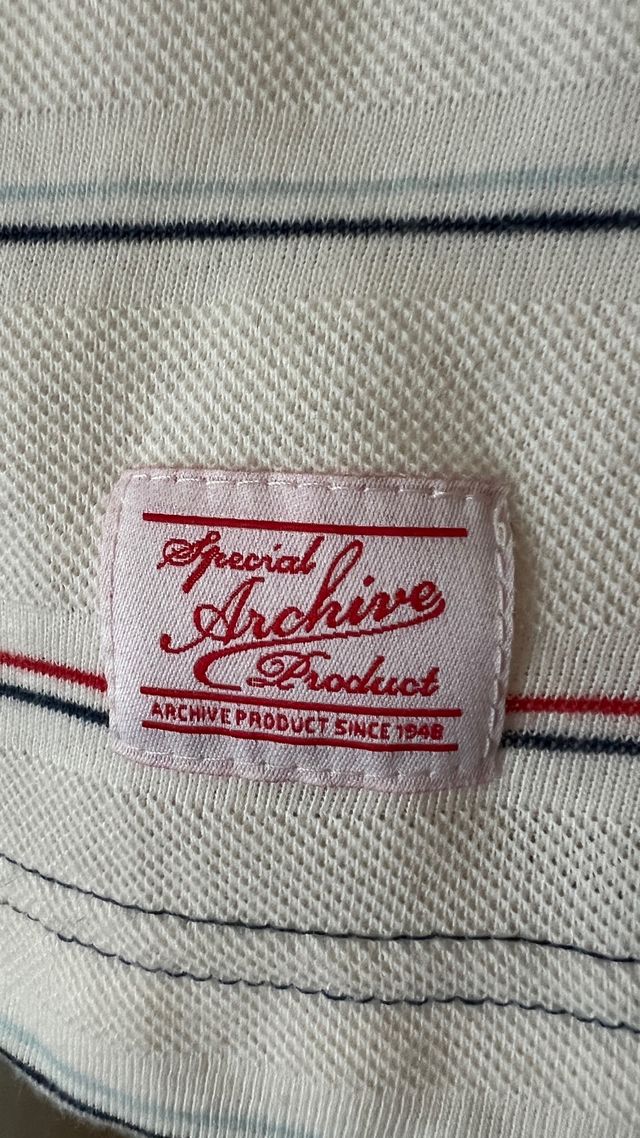 Special
Archive
Product
ARCHIVE PRODUCT SINCE 1948